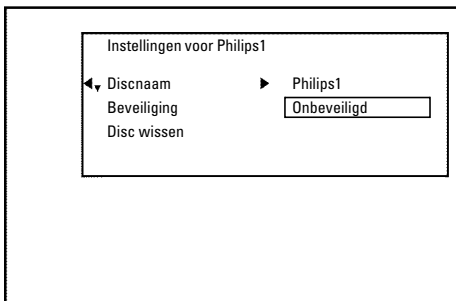 Instellingen voor Philips1
Discnaam Philips1
Beveiliging Onbeveiligd
Disc wissen